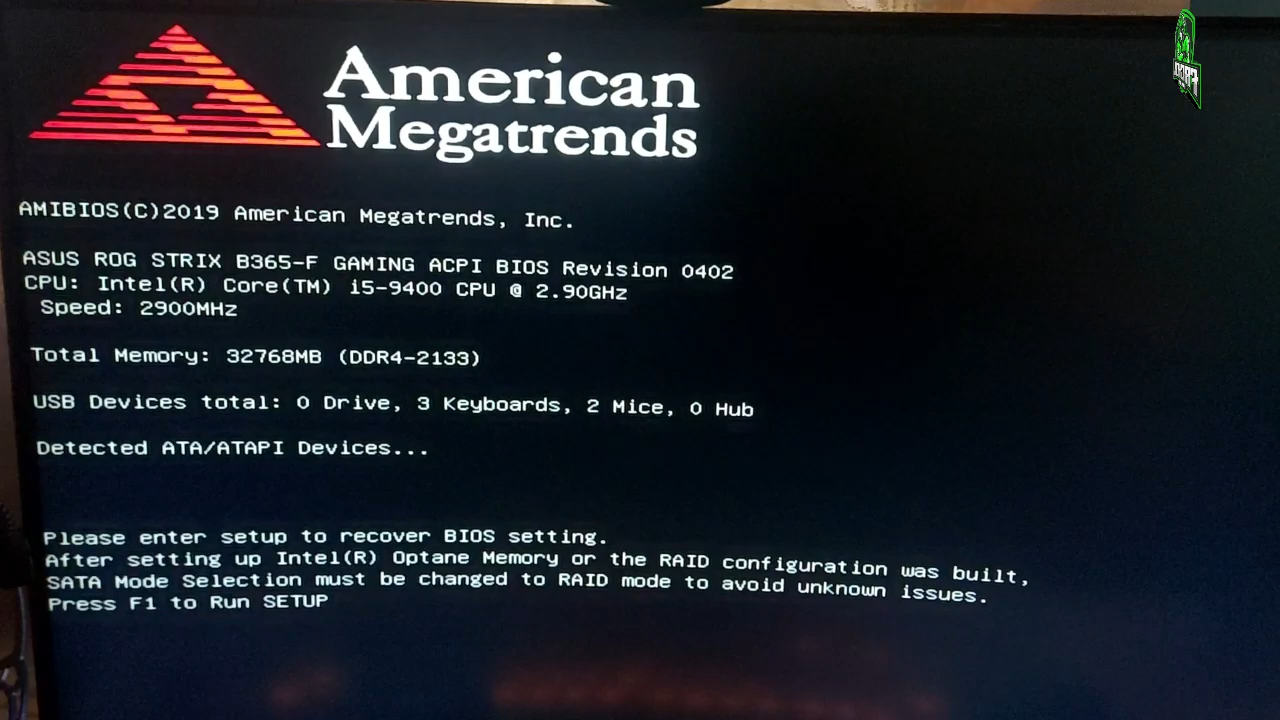 American
Megatrends
AMIBIOS(C)2019 American Megatrends, Inc.
ASUS ROG STRIX B365-F GAMING ACPI BIOS Revision 0402
CPU: Intel(R) Core(TM) i5-9400 CPU @ 2.90GHz
Speed: 2900MHz
Total Memory: 32768MB (DDR4-2133)
USB Devices total: 0 Drive, 3 Keyboards, 2 Mice, 0 Hub
Detected ATA/ATAPI Devices...
Please enter setup to recover BIOS setting.
After setting up Intel(R) Optane Memory or the RAID configuration was built,
SATA Mode Selection must be changed to RAID mode to avoid unknown issues.
Press F1 to Run SETUP